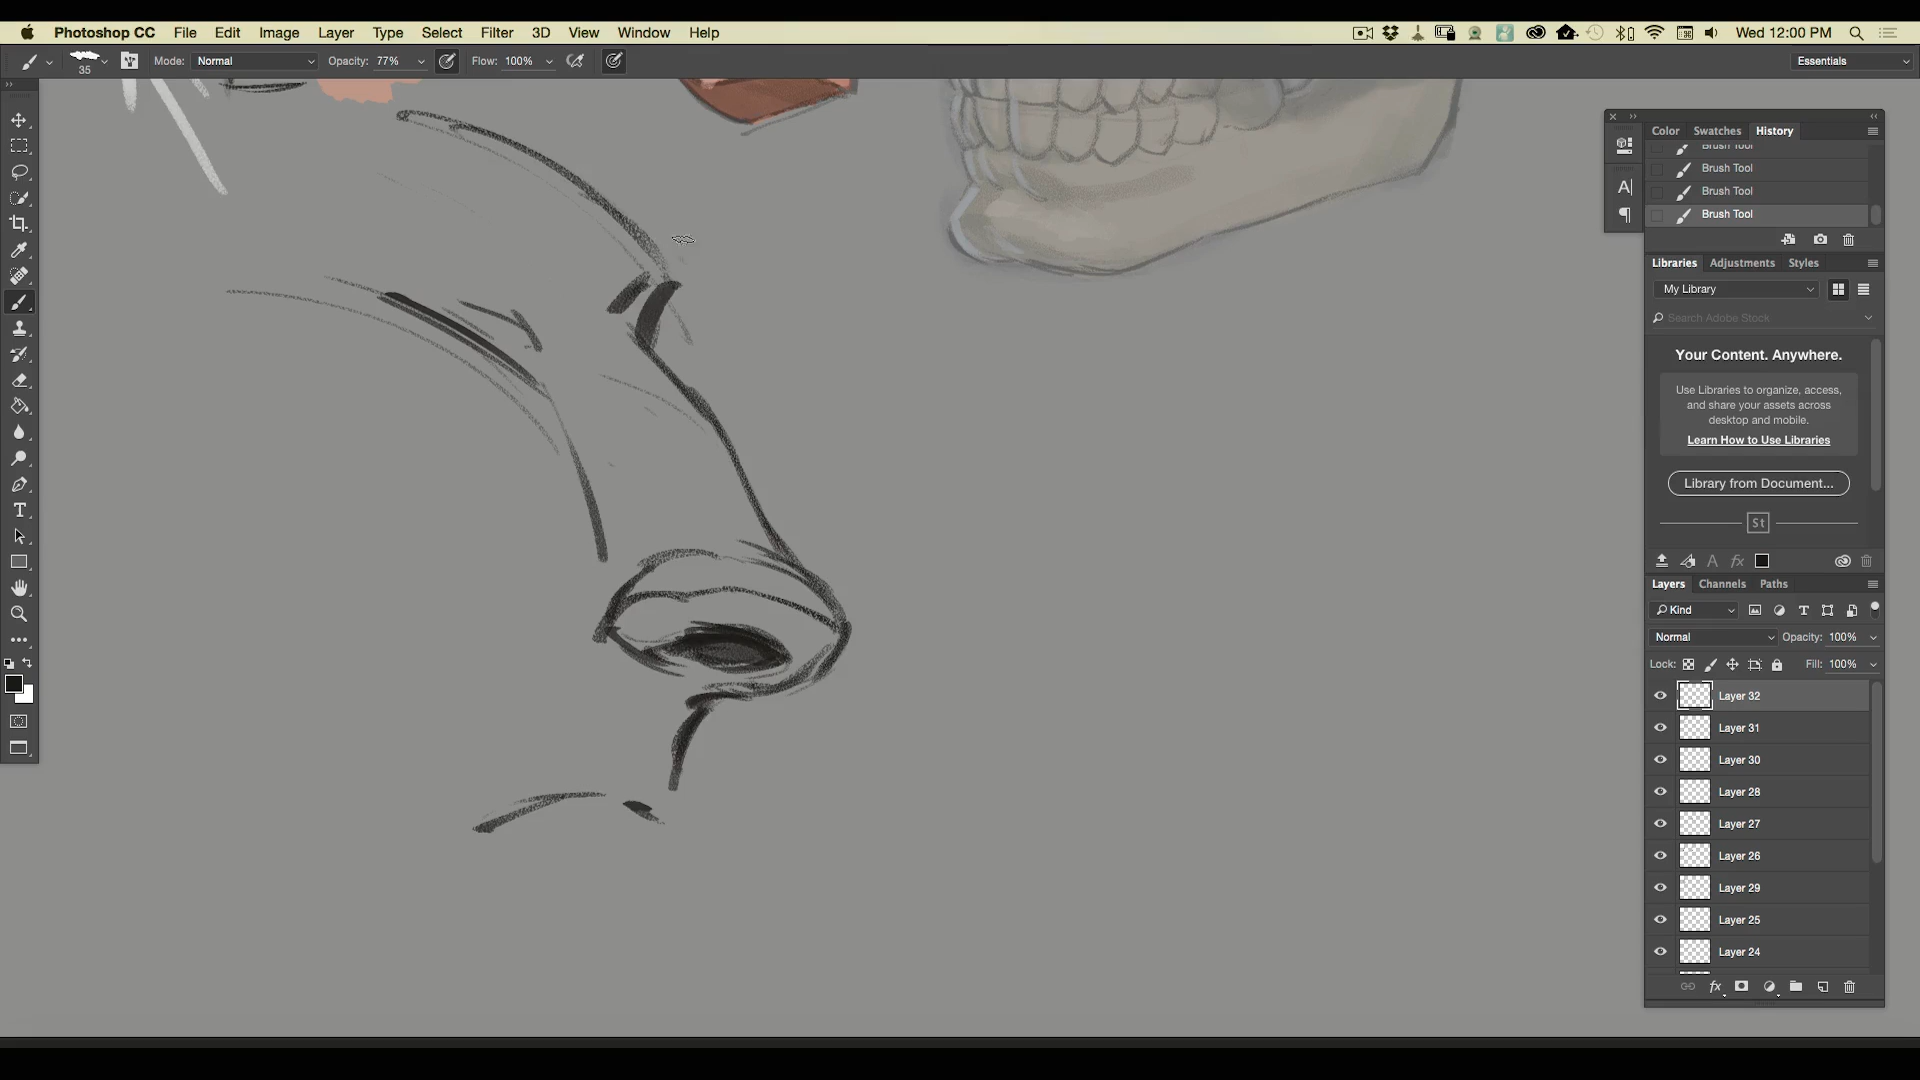 Photoshop CC File Edit Image Layer Type Select Filter 3D View Window Help Wed 12:00 PM
35 Mode: Normal Opacity: 77% Flow: 100% Essentials
Color Swatches History
Brush Tool
Brush Tool
Brush Tool
Brush Tool
Libraries Adjustments Styles
My Library
Search Adobe Stock
Your Content. Anywhere.
Use Libraries to organize, access,
and share your assets across
desktop and mobile.
Learn How to Use Libraries
Library from Document...
St
Layers Channels Paths
Kind
Normal Opacity: 100%
Lock: Fill: 100%
Layer 32
Layer 31
Layer 30
Layer 28
Layer 27
Layer 26
Layer 29
Layer 25
Layer 24